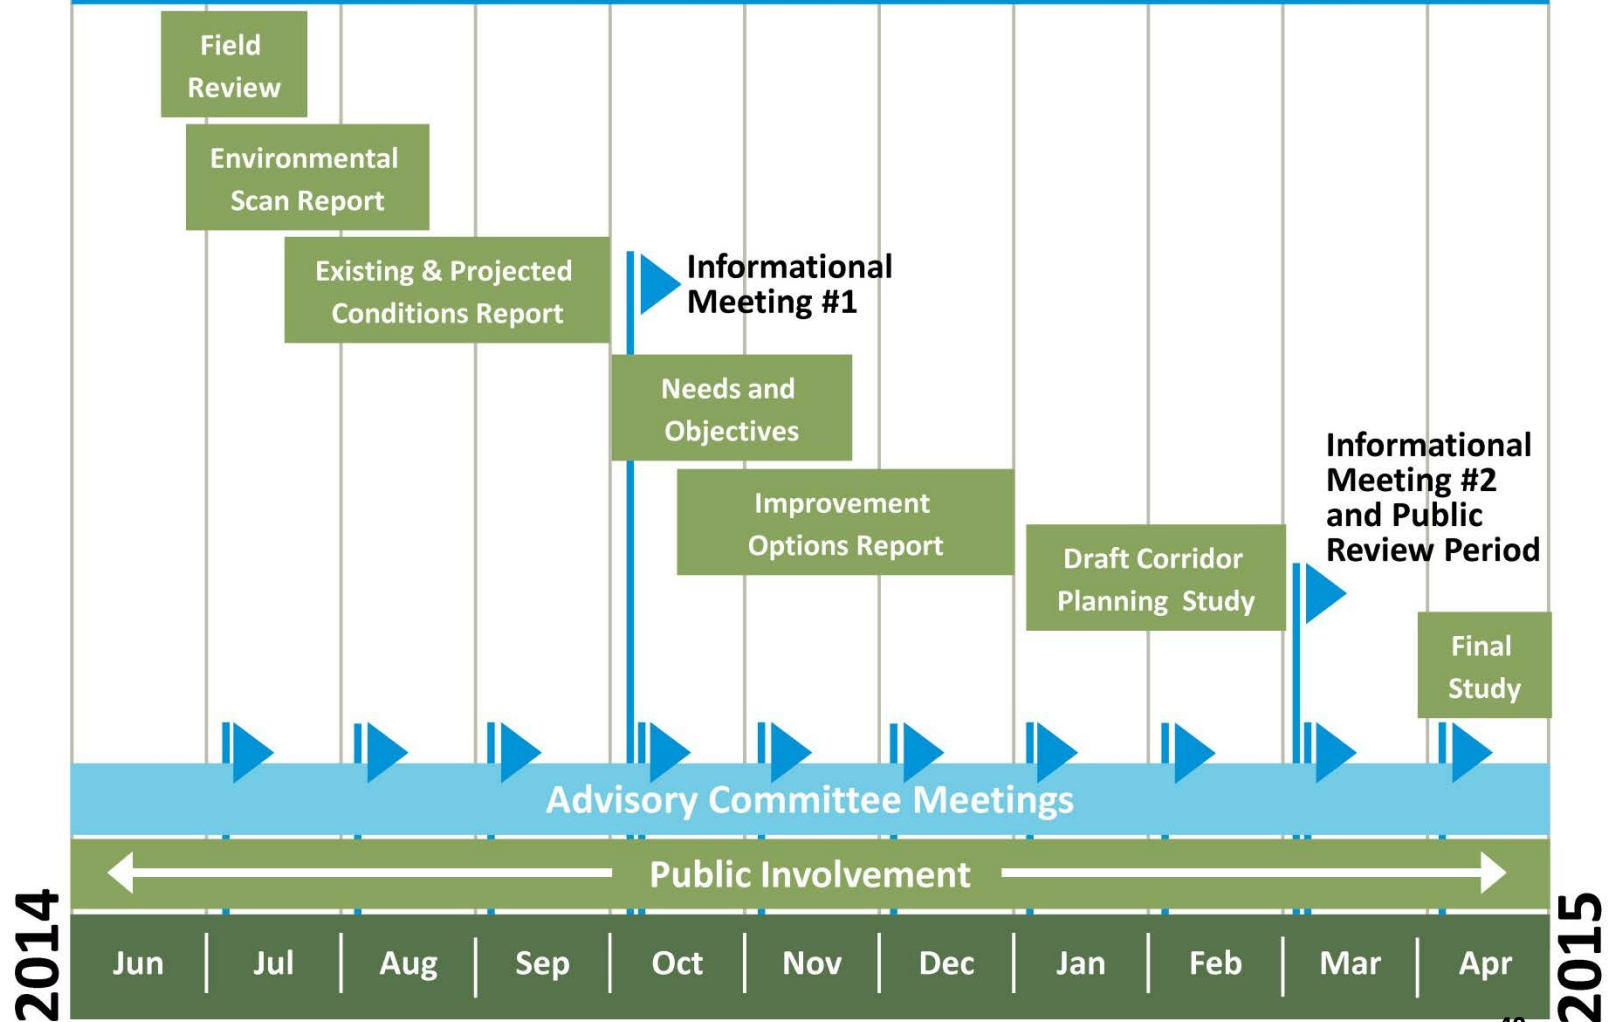 Field
Review
Environmental
Scan Report
Existing & Projected
Conditions Report
Informational
Meeting #1
Needs and
Objectives
Improvement
Options Report
Informational
Meeting #2
and Public
Review Period
Draft Corridor
Planning Study
Final
Study
Advisory Committee Meetings
Public Involvement
2014
Jun Jul Aug Sep Oct Nov Dec Jan Feb Mar Apr
2015